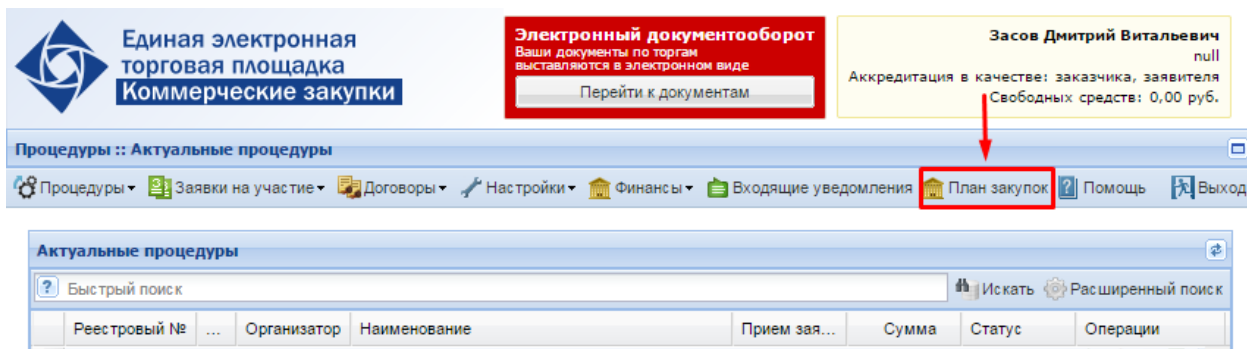 Единая электронная
торговая площадка
Коммерческие закупки
Электронный документооборот
Ваши документы по торгам
выставляются в электронном виде
Перейти к документам
Засов Дмитрий Витальевич
null
Аккредитация в качестве: заказчика, заявителя
Свободных средств: 0,00 руб.
Процедуры :: Актуальные процедуры
Процедуры Заявки на участие Договоры Настройки Финансы Входящие уведомления План закупок Помощь Выход
Актуальные процедуры
Быстрый поиск Искать Расширенный поиск
Реестровый № ... Организатор Наименование Прием зая... Сумма Статус Операции